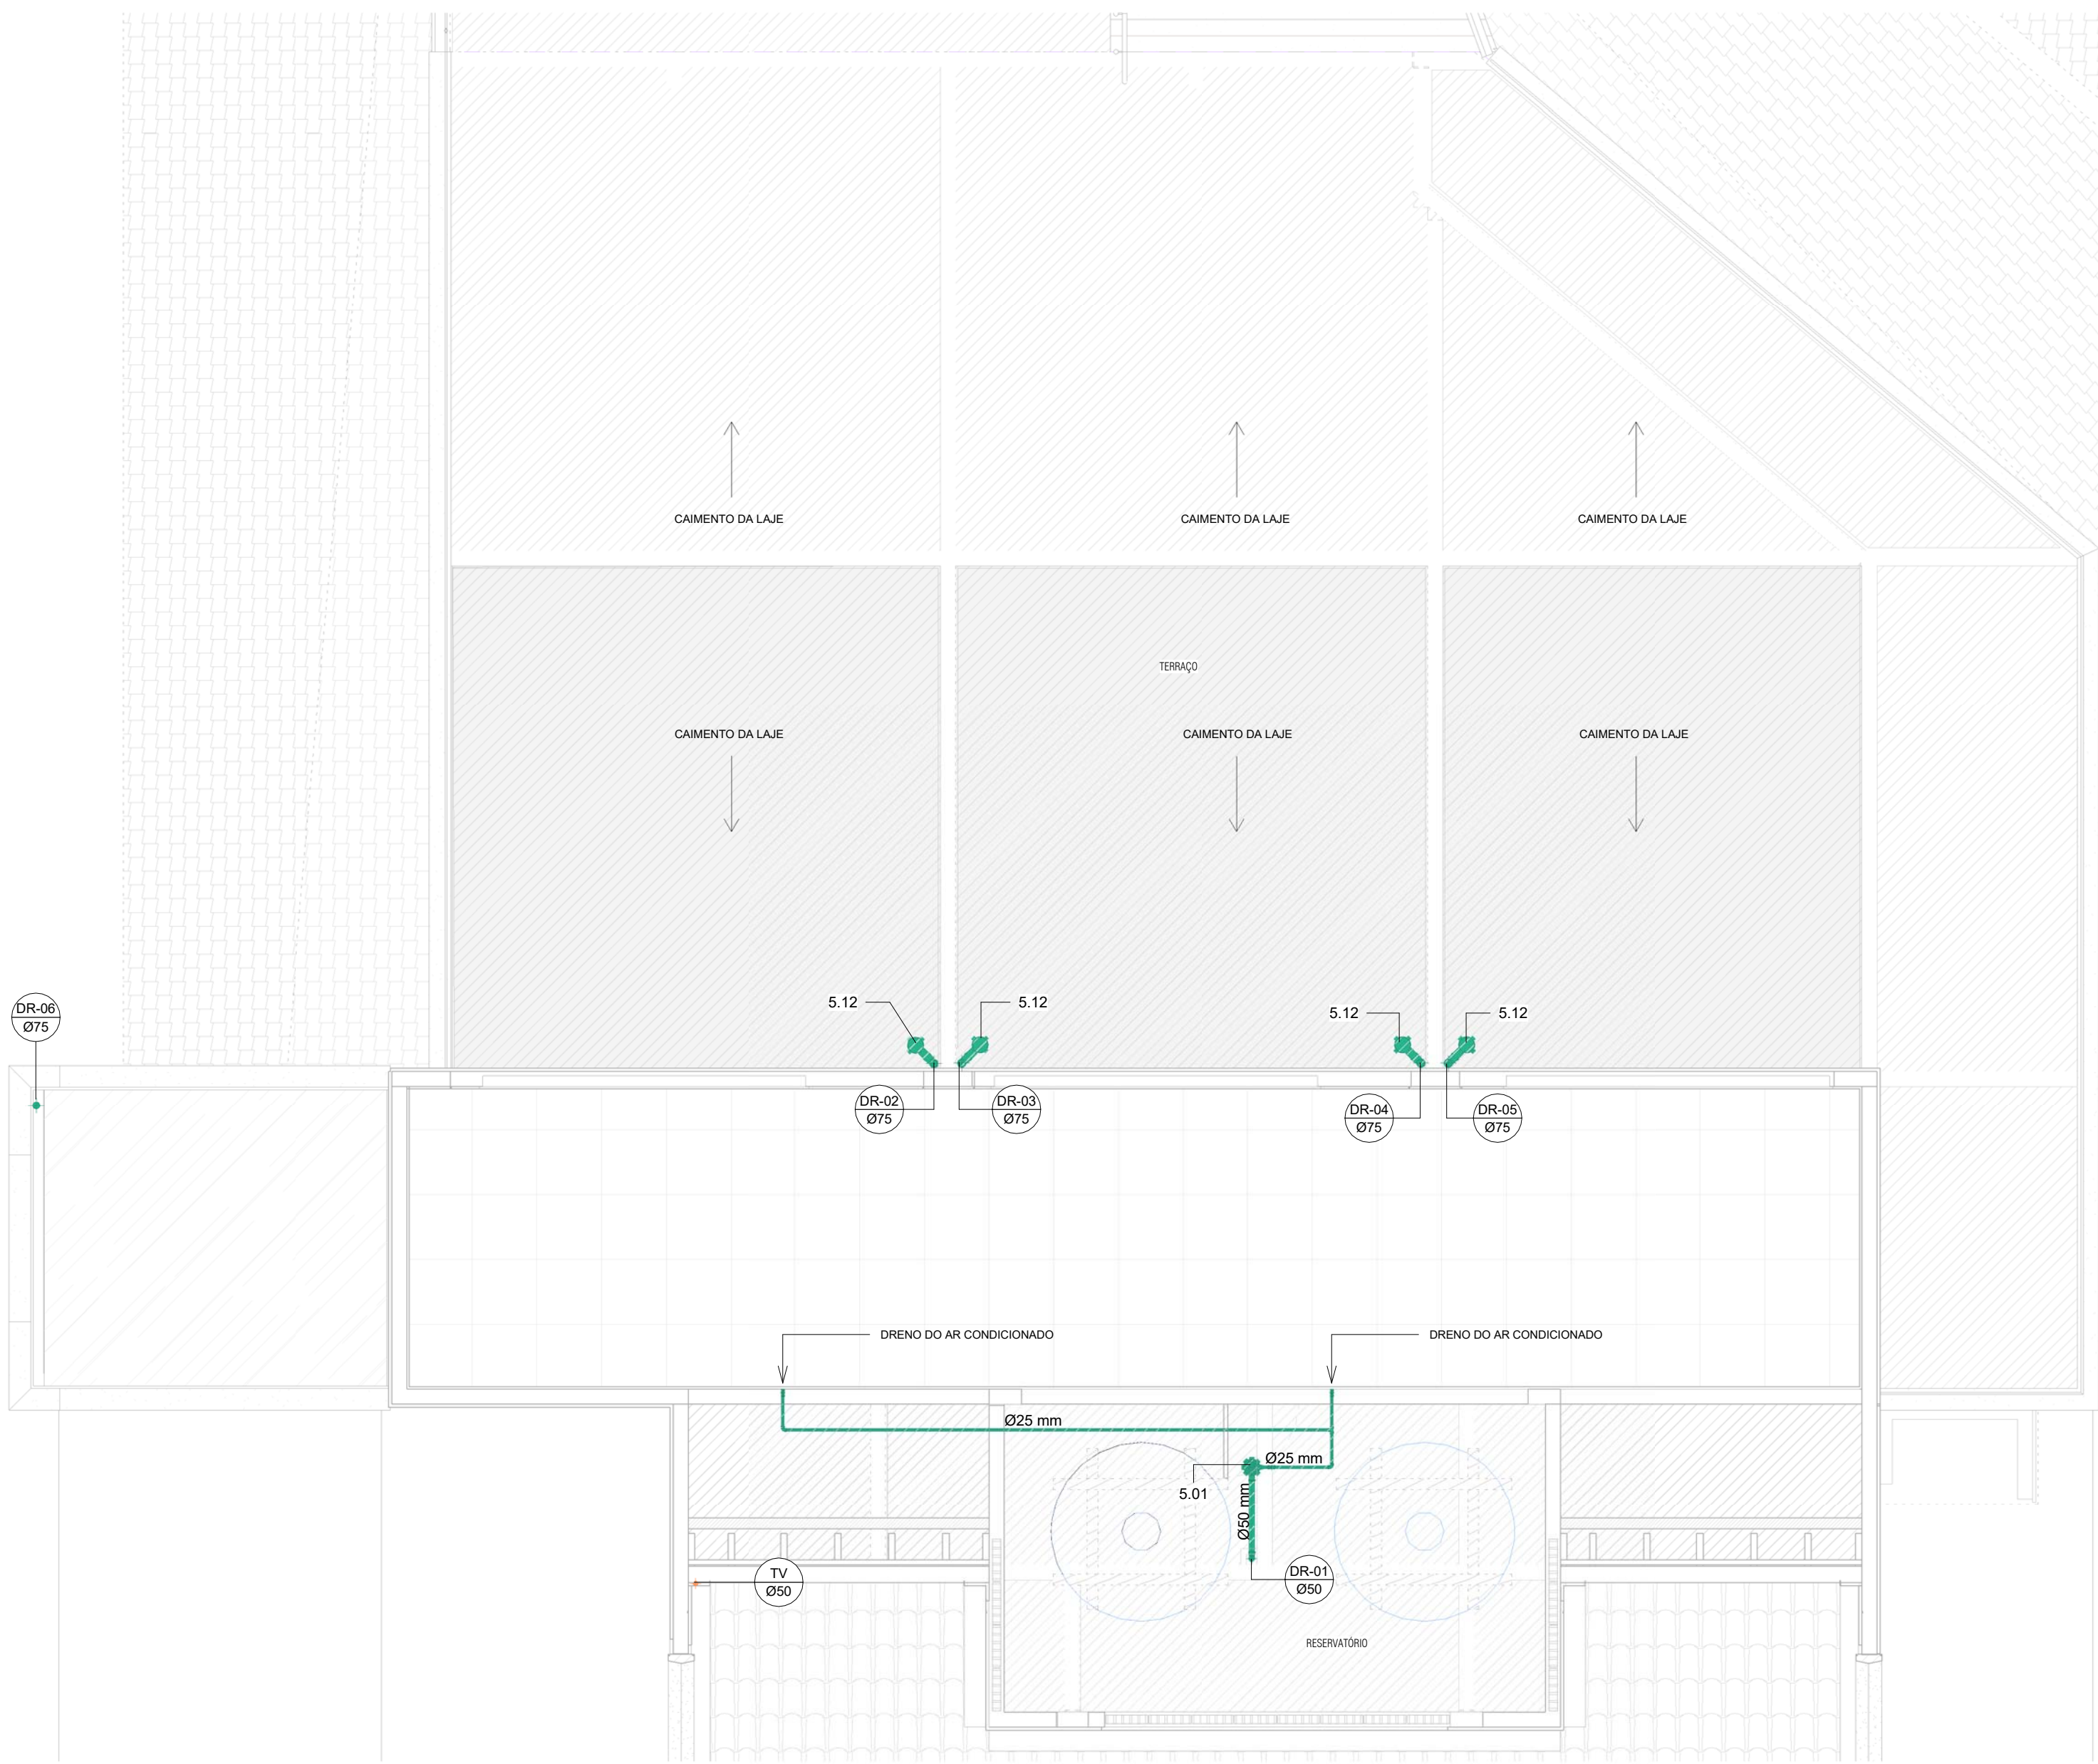 CAIMENTO DA LAJE
CAIMENTO DA LAJE
CAIMENTO DA LAJE
TERRAÇO
CAIMENTO DA LAJE
CAIMENTO DA LAJE
CAIMENTO DA LAJE
DR-06
Ø75
5.12
5.12
5.12
5.12
DR-02
Ø75
DR-03
Ø75
DR-04
Ø75
DR-05
Ø75
DRENO DO AR CONDICIONADO
DRENO DO AR CONDICIONADO
Ø25 mm
Ø25 mm
5.01
Ø50 mm
TV
Ø50
DR-01
Ø50
RESERVATÓRIO